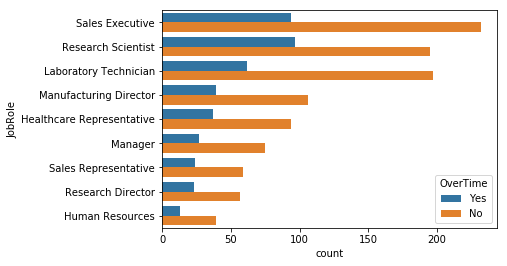 JobRole
Sales Executive
Research Scientist
Laboratory Technician
Manufacturing Director
Healthcare Representative
Manager
Sales Representative
Research Director
Human Resources
0 50 100 150 200
count
OverTime
Yes
No